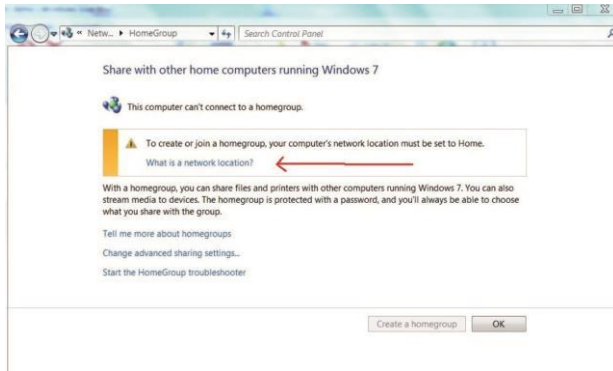 « Netw... ▸ HomeGroup Search Control Panel
Share with other home computers running Windows 7
This computer can't connect to a homegroup.
To create or join a homegroup, your computer's network location must be set to Home.
What is a network location?
With a homegroup, you can share files and printers with other computers running Windows 7. You can also
stream media to devices. The homegroup is protected with a password, and you'll always be able to choose
what you share with the group.
Tell me more about homegroups
Change advanced sharing settings...
Start the HomeGroup troubleshooter
Create a homegroup OK